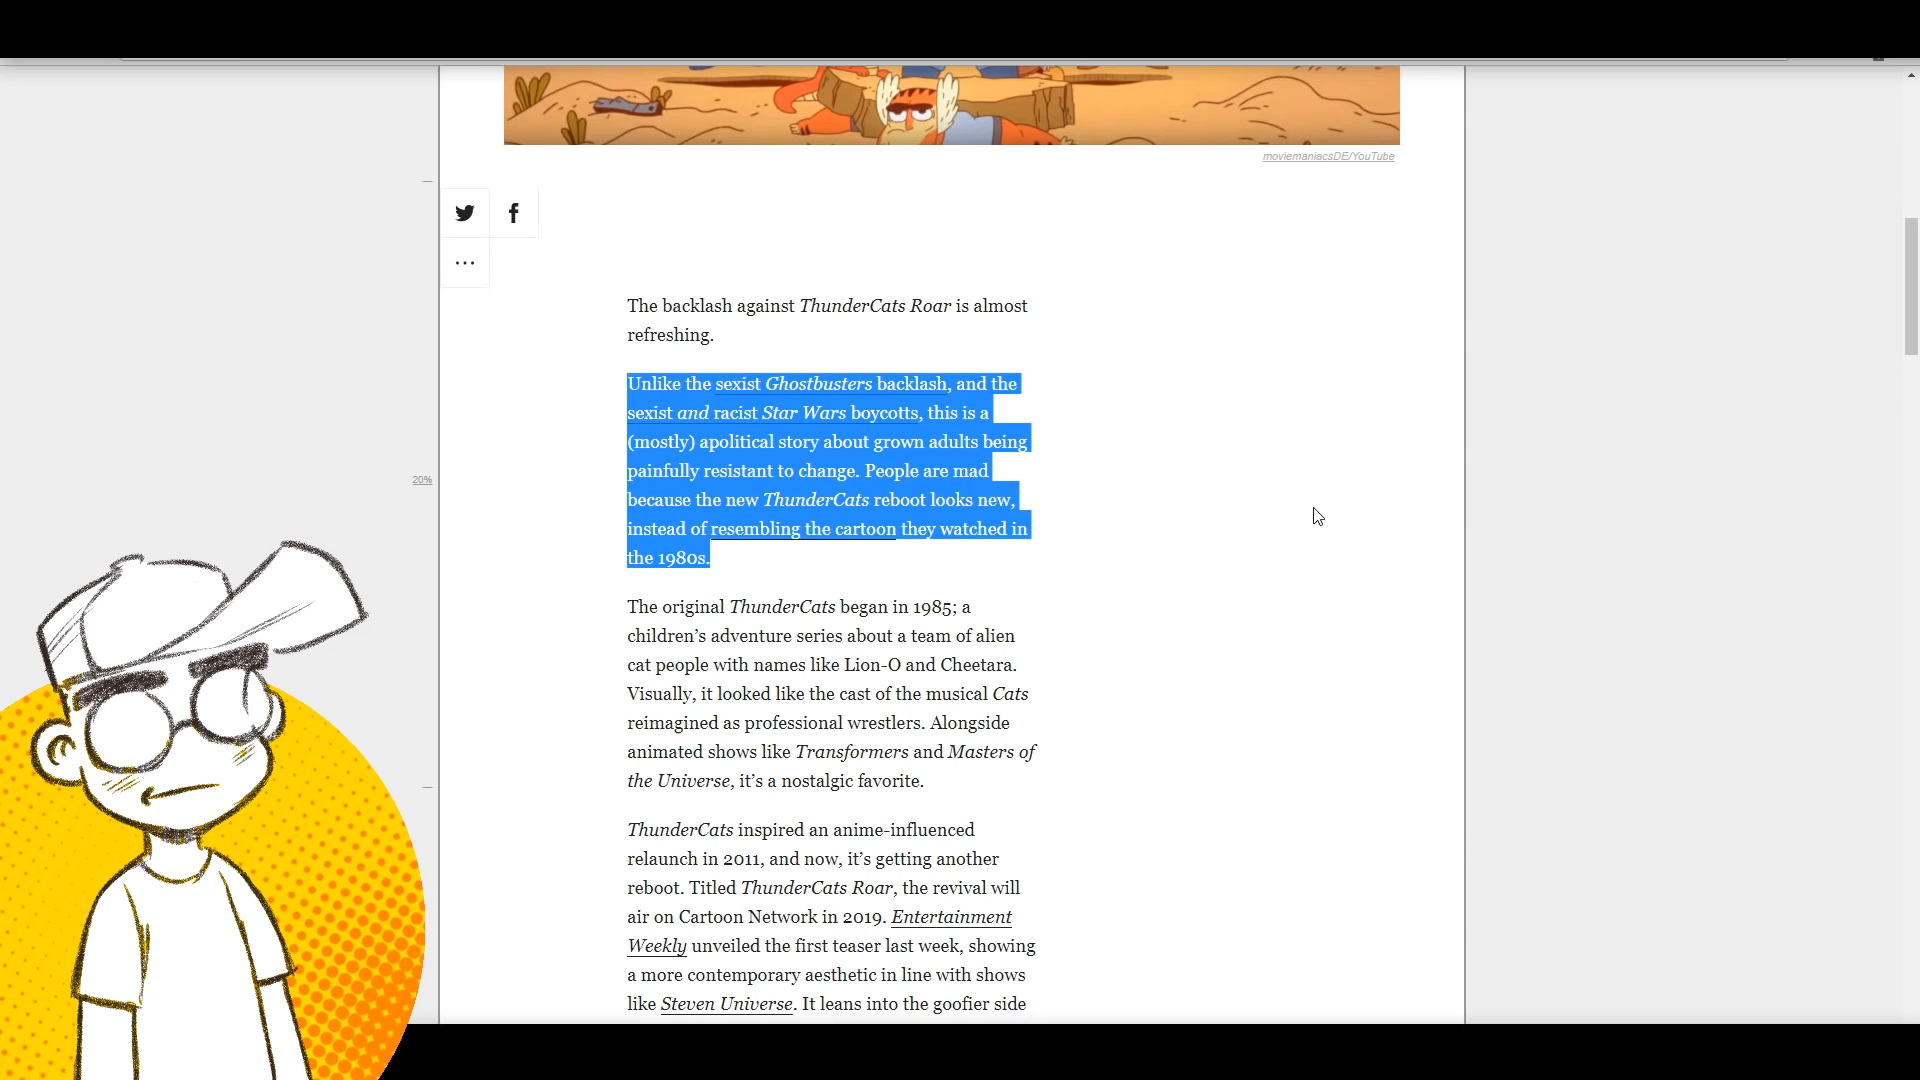 moviemaniacsDE/YouTube
The backlash against ThunderCats Roar is almost
refreshing.
Unlike the sexist Ghostbusters backlash, and the
sexist and racist Star Wars boycotts, this is a
(mostly) apolitical story about grown adults being
painfully resistant to change. People are mad
because the new ThunderCats reboot looks new,
instead of resembling the cartoon they watched in
the 1980s.
20%
The original ThunderCats began in 1985; a
children’s adventure series about a team of alien
cat people with names like Lion-O and Cheetara.
Visually, it looked like the cast of the musical Cats
reimagined as professional wrestlers. Alongside
animated shows like Transformers and Masters of
the Universe, it’s a nostalgic favorite.
ThunderCats inspired an anime-influenced
relaunch in 2011, and now, it’s getting another
reboot. Titled ThunderCats Roar, the revival will
air on Cartoon Network in 2019. Entertainment
Weekly unveiled the first teaser last week, showing
a more contemporary aesthetic in line with shows
like Steven Universe. It leans into the goofier side